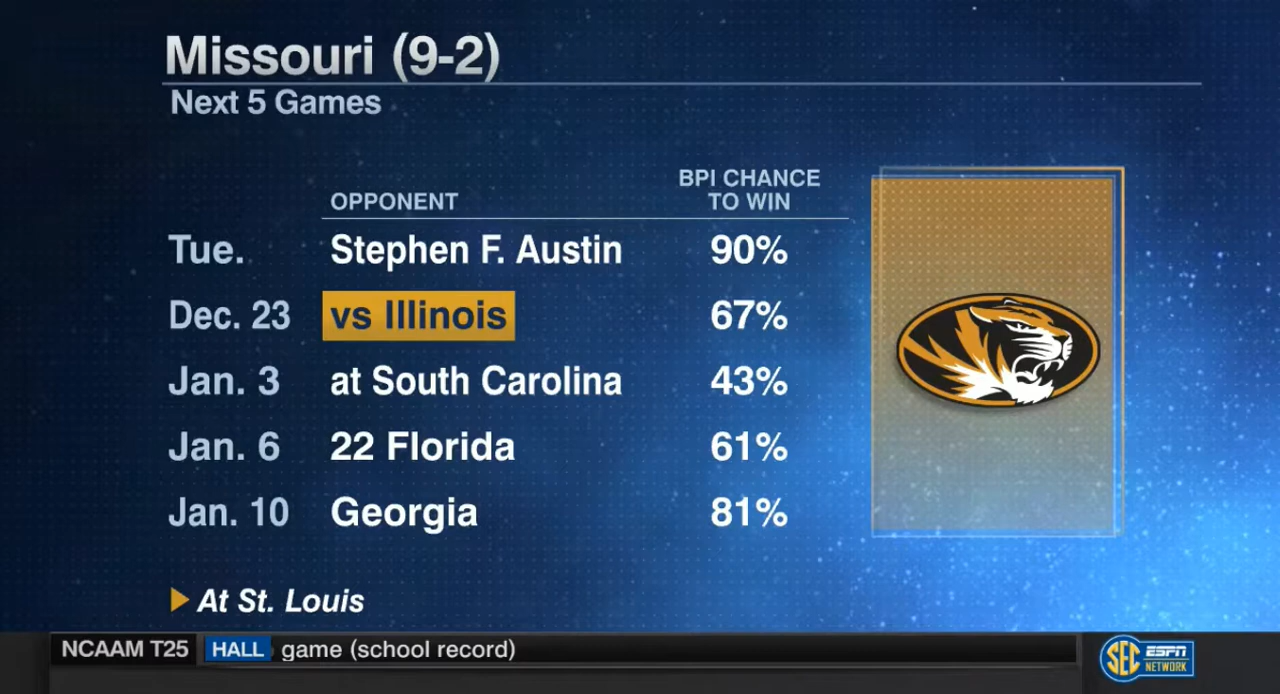 Missouri (9-2)
Next 5 Games
OPPONENT
BPI CHANCE
TO WIN
Tue. Stephen F. Austin 90%
Dec. 23 vs Illinois 67%
Jan. 3 at South Carolina 43%
Jan. 6 22 Florida 61%
Jan. 10 Georgia 81%
At St. Louis
NCAAM T25 HALL game (school record)
SEC ESPN
NETWORK